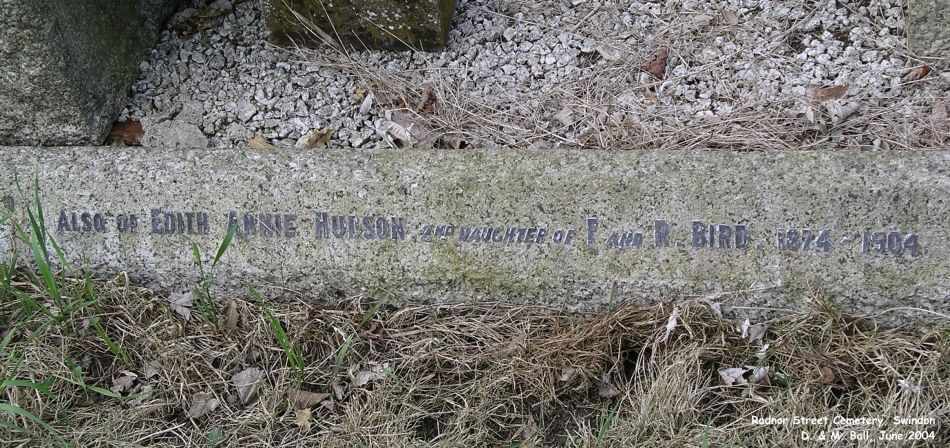 ALSO OF EDITH ANNIE HUDSON. 2ND DAUGHTER OF F AND R. BIRD. 1874 - 1904.
Radnor Street Cemetery, Swindon
D. & M. Ball, June 2004